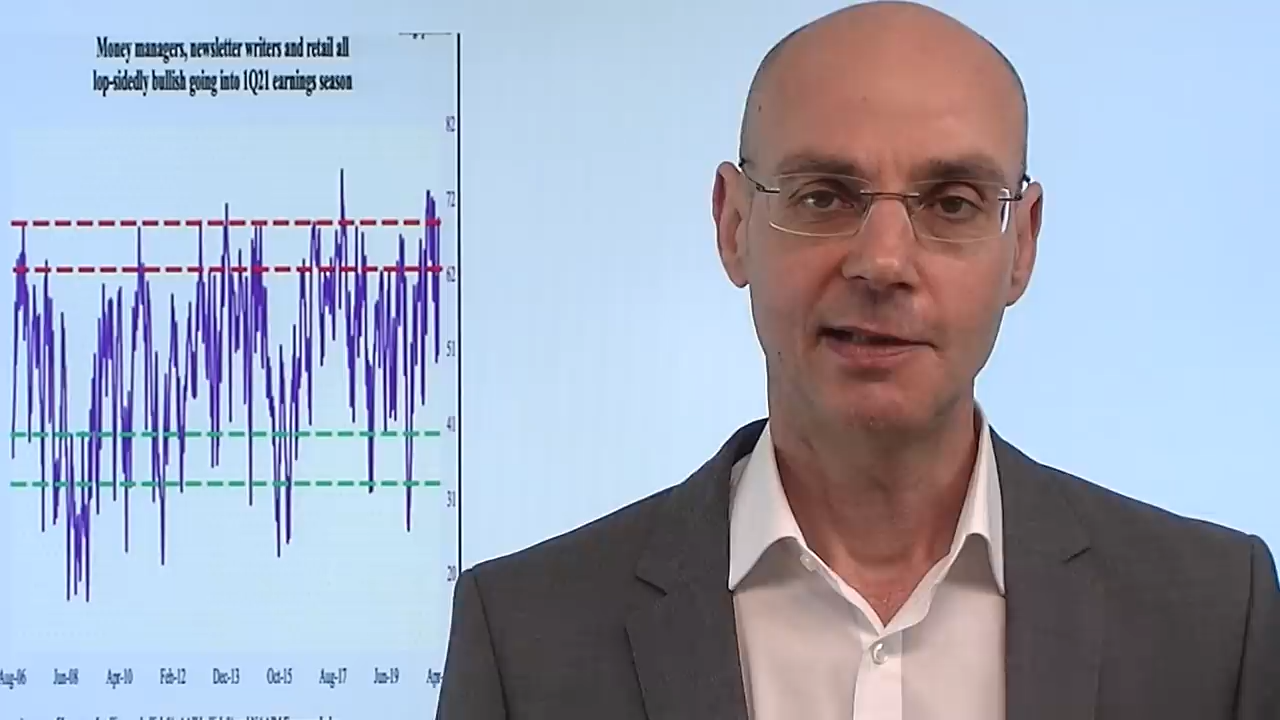 Money managers, newsletter writers and retail all
lop-sidedly bullish going into 1Q21 earnings season
82
72
62
51
41
31
20
Aug-06 Jun-08 Apr-10 Feb-12 Dec-13 Oct-15 Aug-17 Jun-19 Apr-